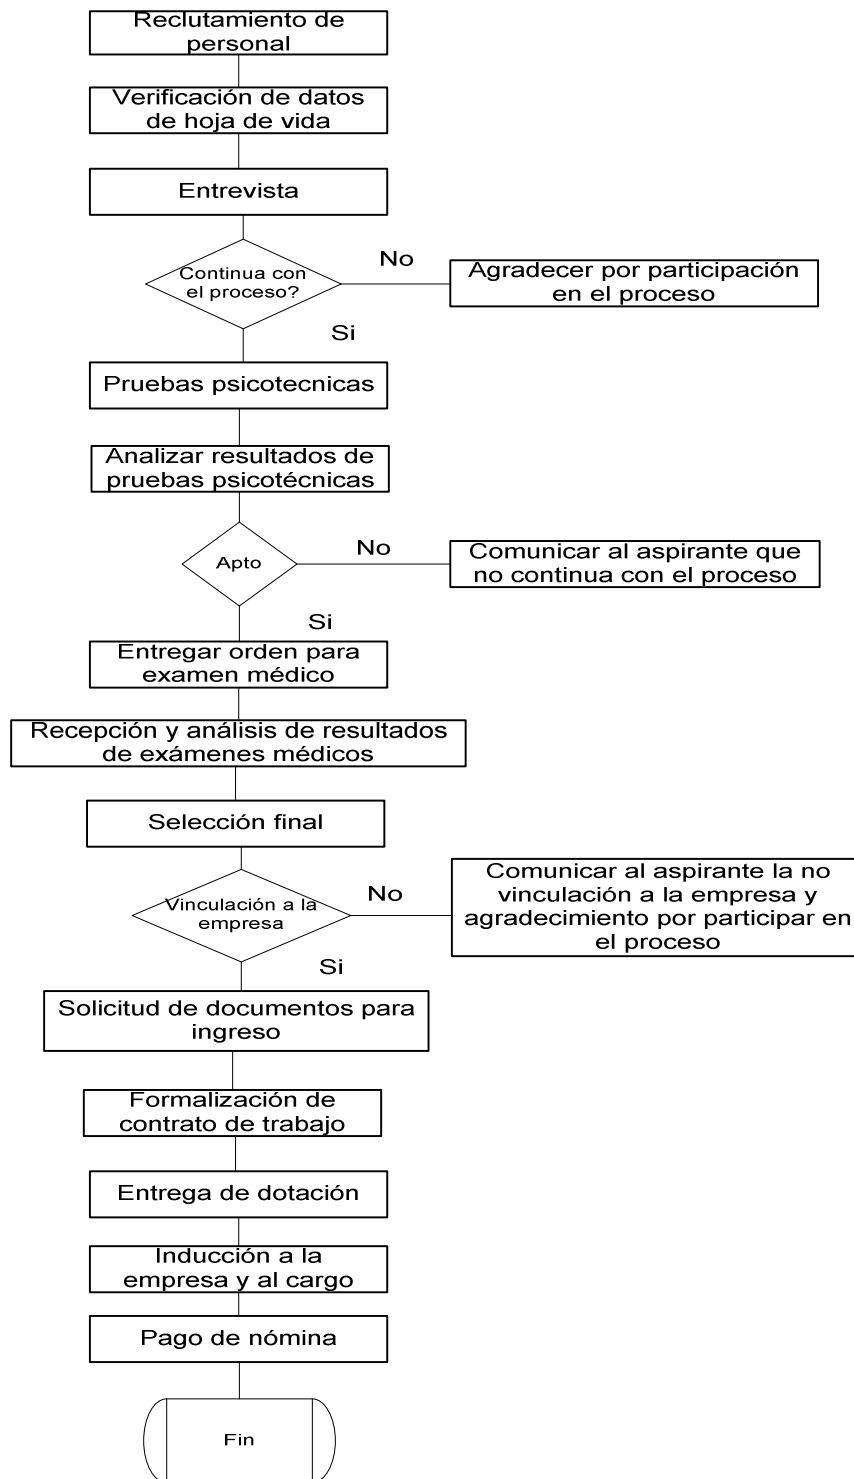 Reclutamiento de
personal
Verificación de datos
de hoja de vida
Entrevista
Continua con
el proceso?
No
Agradecer por participación
en el proceso
Si
Pruebas psicotecnicas
Analizar resultados de
pruebas psicotécnicas
Apto
No
Comunicar al aspirante que
no continua con el proceso
Si
Entregar orden para
examen médico
Recepción y análisis de resultados
de exámenes médicos
Selección final
Vinculación a la
empresa
No
Comunicar al aspirante la no
vinculación a la empresa y
agradecimiento por participar en
el proceso
Si
Solicitud de documentos para
ingreso
Formalización de
contrato de trabajo
Entrega de dotación
Inducción a la
empresa y al cargo
Pago de nómina
Fin